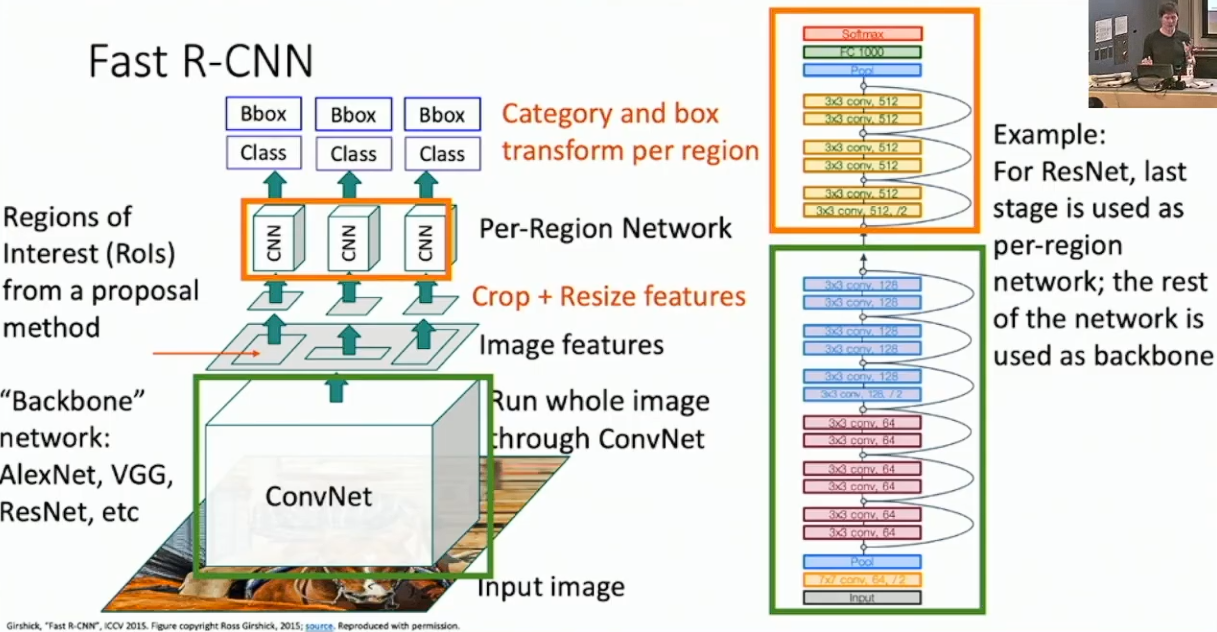 Fast R-CNN
Bbox Bbox Bbox
Class Class Class
Category and box
transform per region
Regions of
Interest (RoIs)
from a proposal
method
CNN CNN CNN
Per-Region Network
Crop + Resize features
Image features
"Backbone"
network:
AlexNet, VGG,
ResNet, etc
Run whole image
through ConvNet
ConvNet
Input image
Softmax
FC 1000
Pool
3x3 conv, 512
3x3 conv, 512
3x3 conv, 512
3x3 conv, 512
3x3 conv, 512
3x3 conv, 512, /2
3x3 conv, 128
3x3 conv, 128
3x3 conv, 128
3x3 conv, 128
3x3 conv, 128
3x3 conv, 128, / 2
3x3 conv, 64
3x3 conv, 64
3x3 conv, 64
3x3 conv, 64
3x3 conv, 64
3x3 conv, 64
Pool
7x7 conv, 64, / 2
Input
Example:
For ResNet, last
stage is used as
per-region
network; the rest
of the network is
used as backbone
Girshick, "Fast R-CNN", ICCV 2015. Figure copyright Ross Girshick, 2015; source. Reproduced with permission.